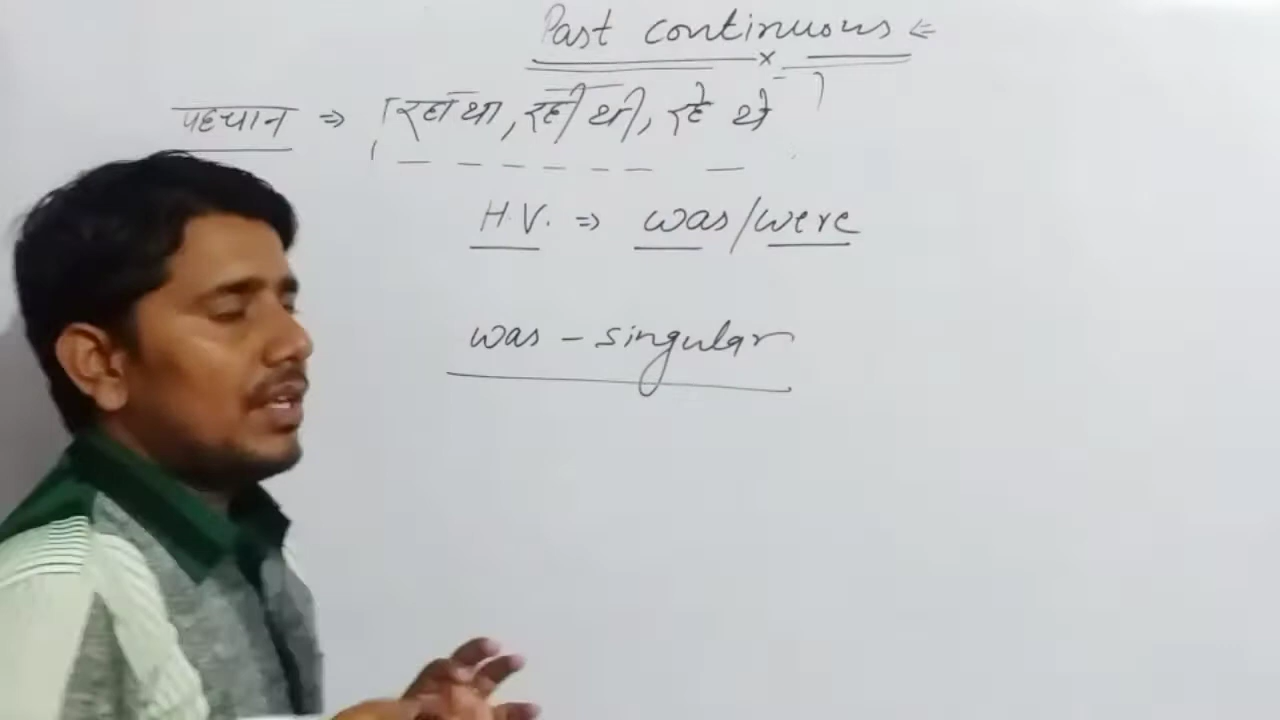 Past continuous ⇐
पहचान ⇒ रहा था, रही थी, रहे थे
H.V. ⇒ was/were
was - singular